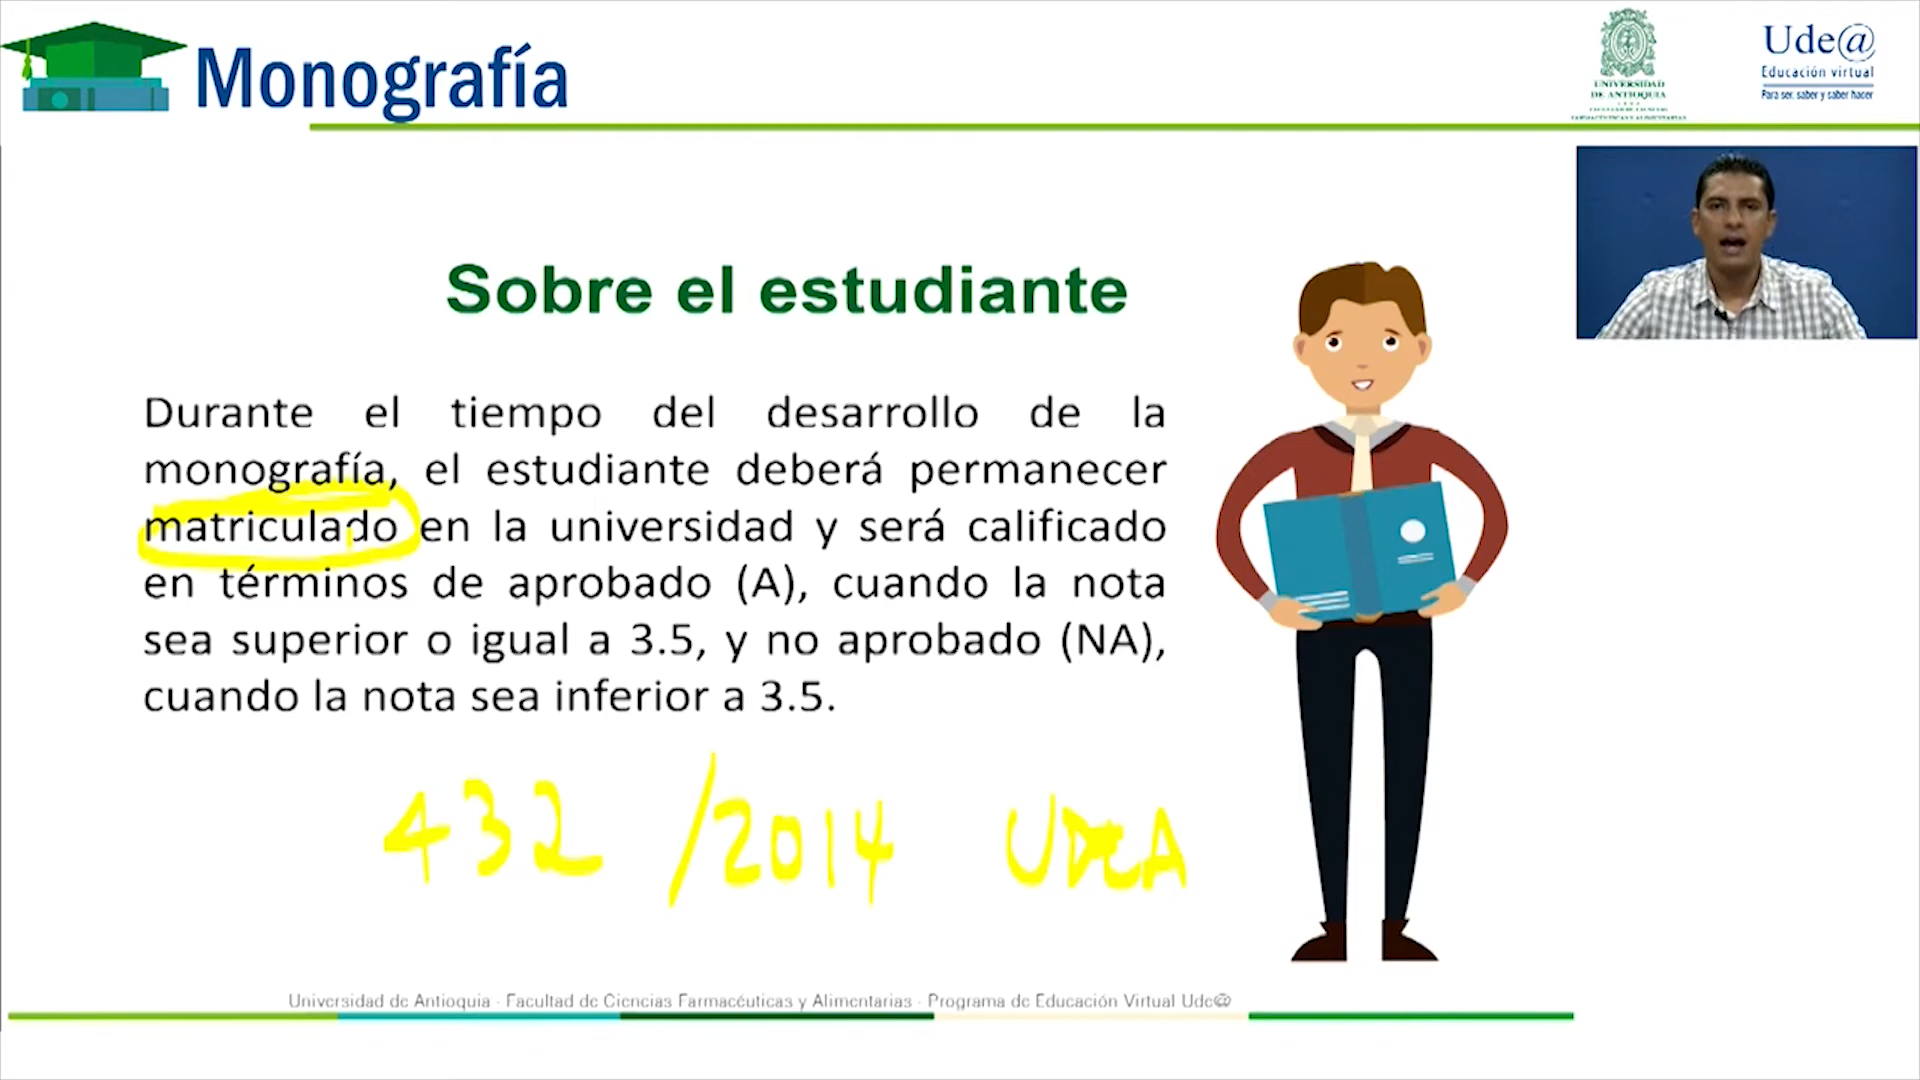 Monografía
UNIVERSIDAD
DE ANTIOQUIA
Ude@
Educación virtual
Para ser, saber y saber hacer
Sobre el estudiante
Durante el tiempo del desarrollo de la
monografía, el estudiante deberá permanecer
matriculado en la universidad y será calificado
en términos de aprobado (A), cuando la nota
sea superior o igual a 3.5, y no aprobado (NA),
cuando la nota sea inferior a 3.5.
432 /2014 UDEA
Universidad de Antioquia · Facultad de Ciencias Farmacéuticas y Alimentarias · Programa de Educación Virtual Ude@